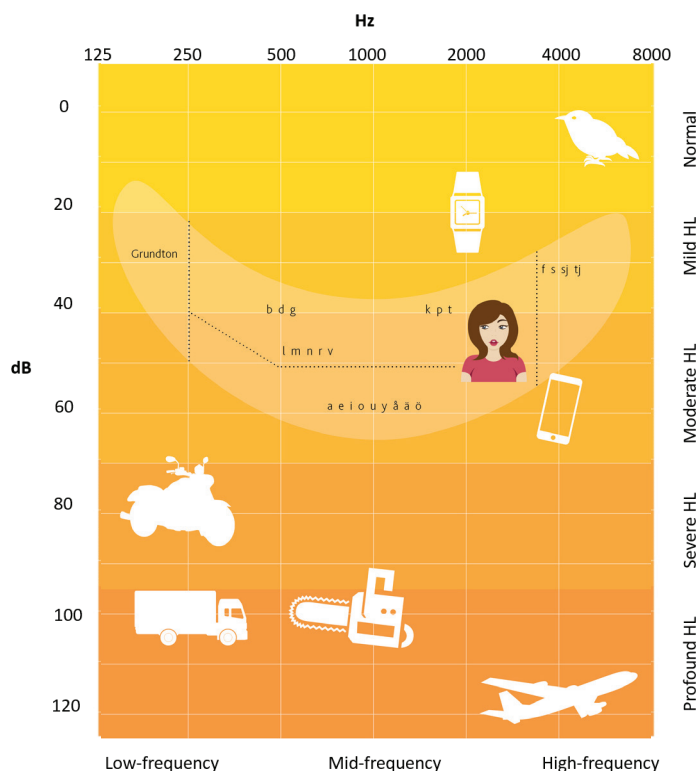 Hz
125 250 500 1000 2000 4000 8000
0
20
40
dB
60
80
100
120
Grundton
b d g
k p t
f s sj tj
l m n r v
a e i o u y å ä ö
Normal
Mild HL
Moderate HL
Severe HL
Profound HL
Low-frequency Mid-frequency High-frequency